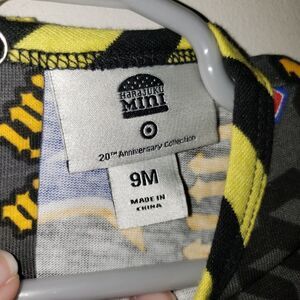 HARAJUKU
MINI
20TH Anniversary Collection
9M
MADE IN
CHINA